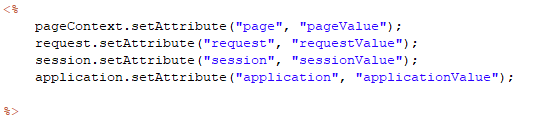 <%
pageContext.setAttribute("page", "pageValue");
request.setAttribute("request", "requestValue");
session.setAttribute("session", "sessionValue");
application.setAttribute("application", "applicationValue");
%>